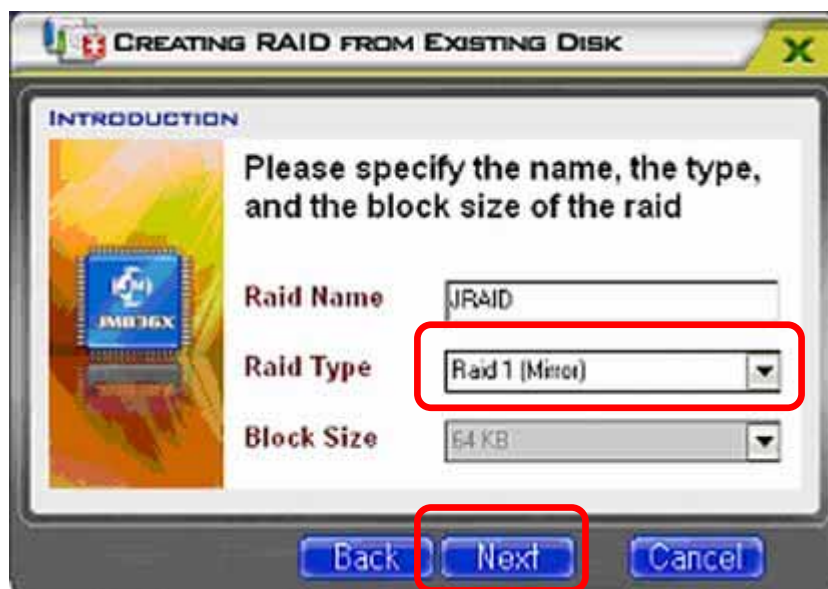 CREATING RAID FROM EXISTING DISK
X
INTRODUCTION
Please specify the name, the type,
and the block size of the raid
JMB36X
Raid Name JRAID
Raid Type Raid 1 (Mirror)
Block Size 64 KB
Back Next Cancel